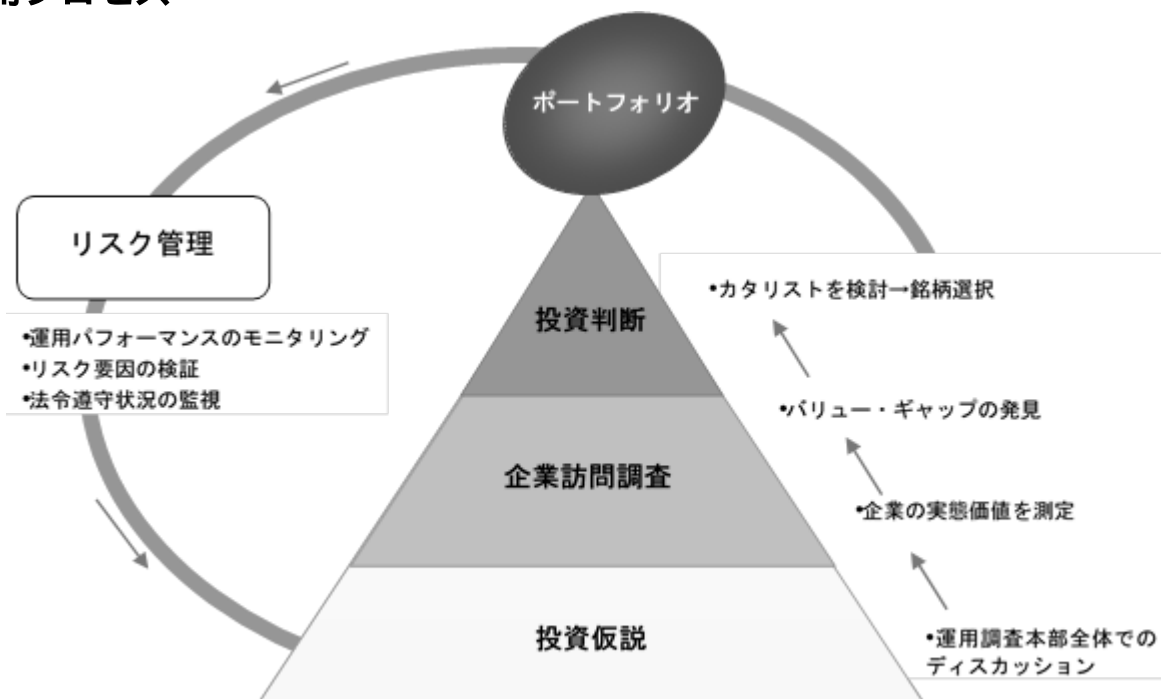 ポートフォリオ
リスク管理
•運用パフォーマンスのモニタリング
•リスク要因の検証
•法令遵守状況の監視
投資判断
企業訪問調査
投資仮説
•カタリストを検討→銘柄選択
•バリュー・ギャップの発見
•企業の実態価値を測定
•運用調査本部全体での
ディスカッション